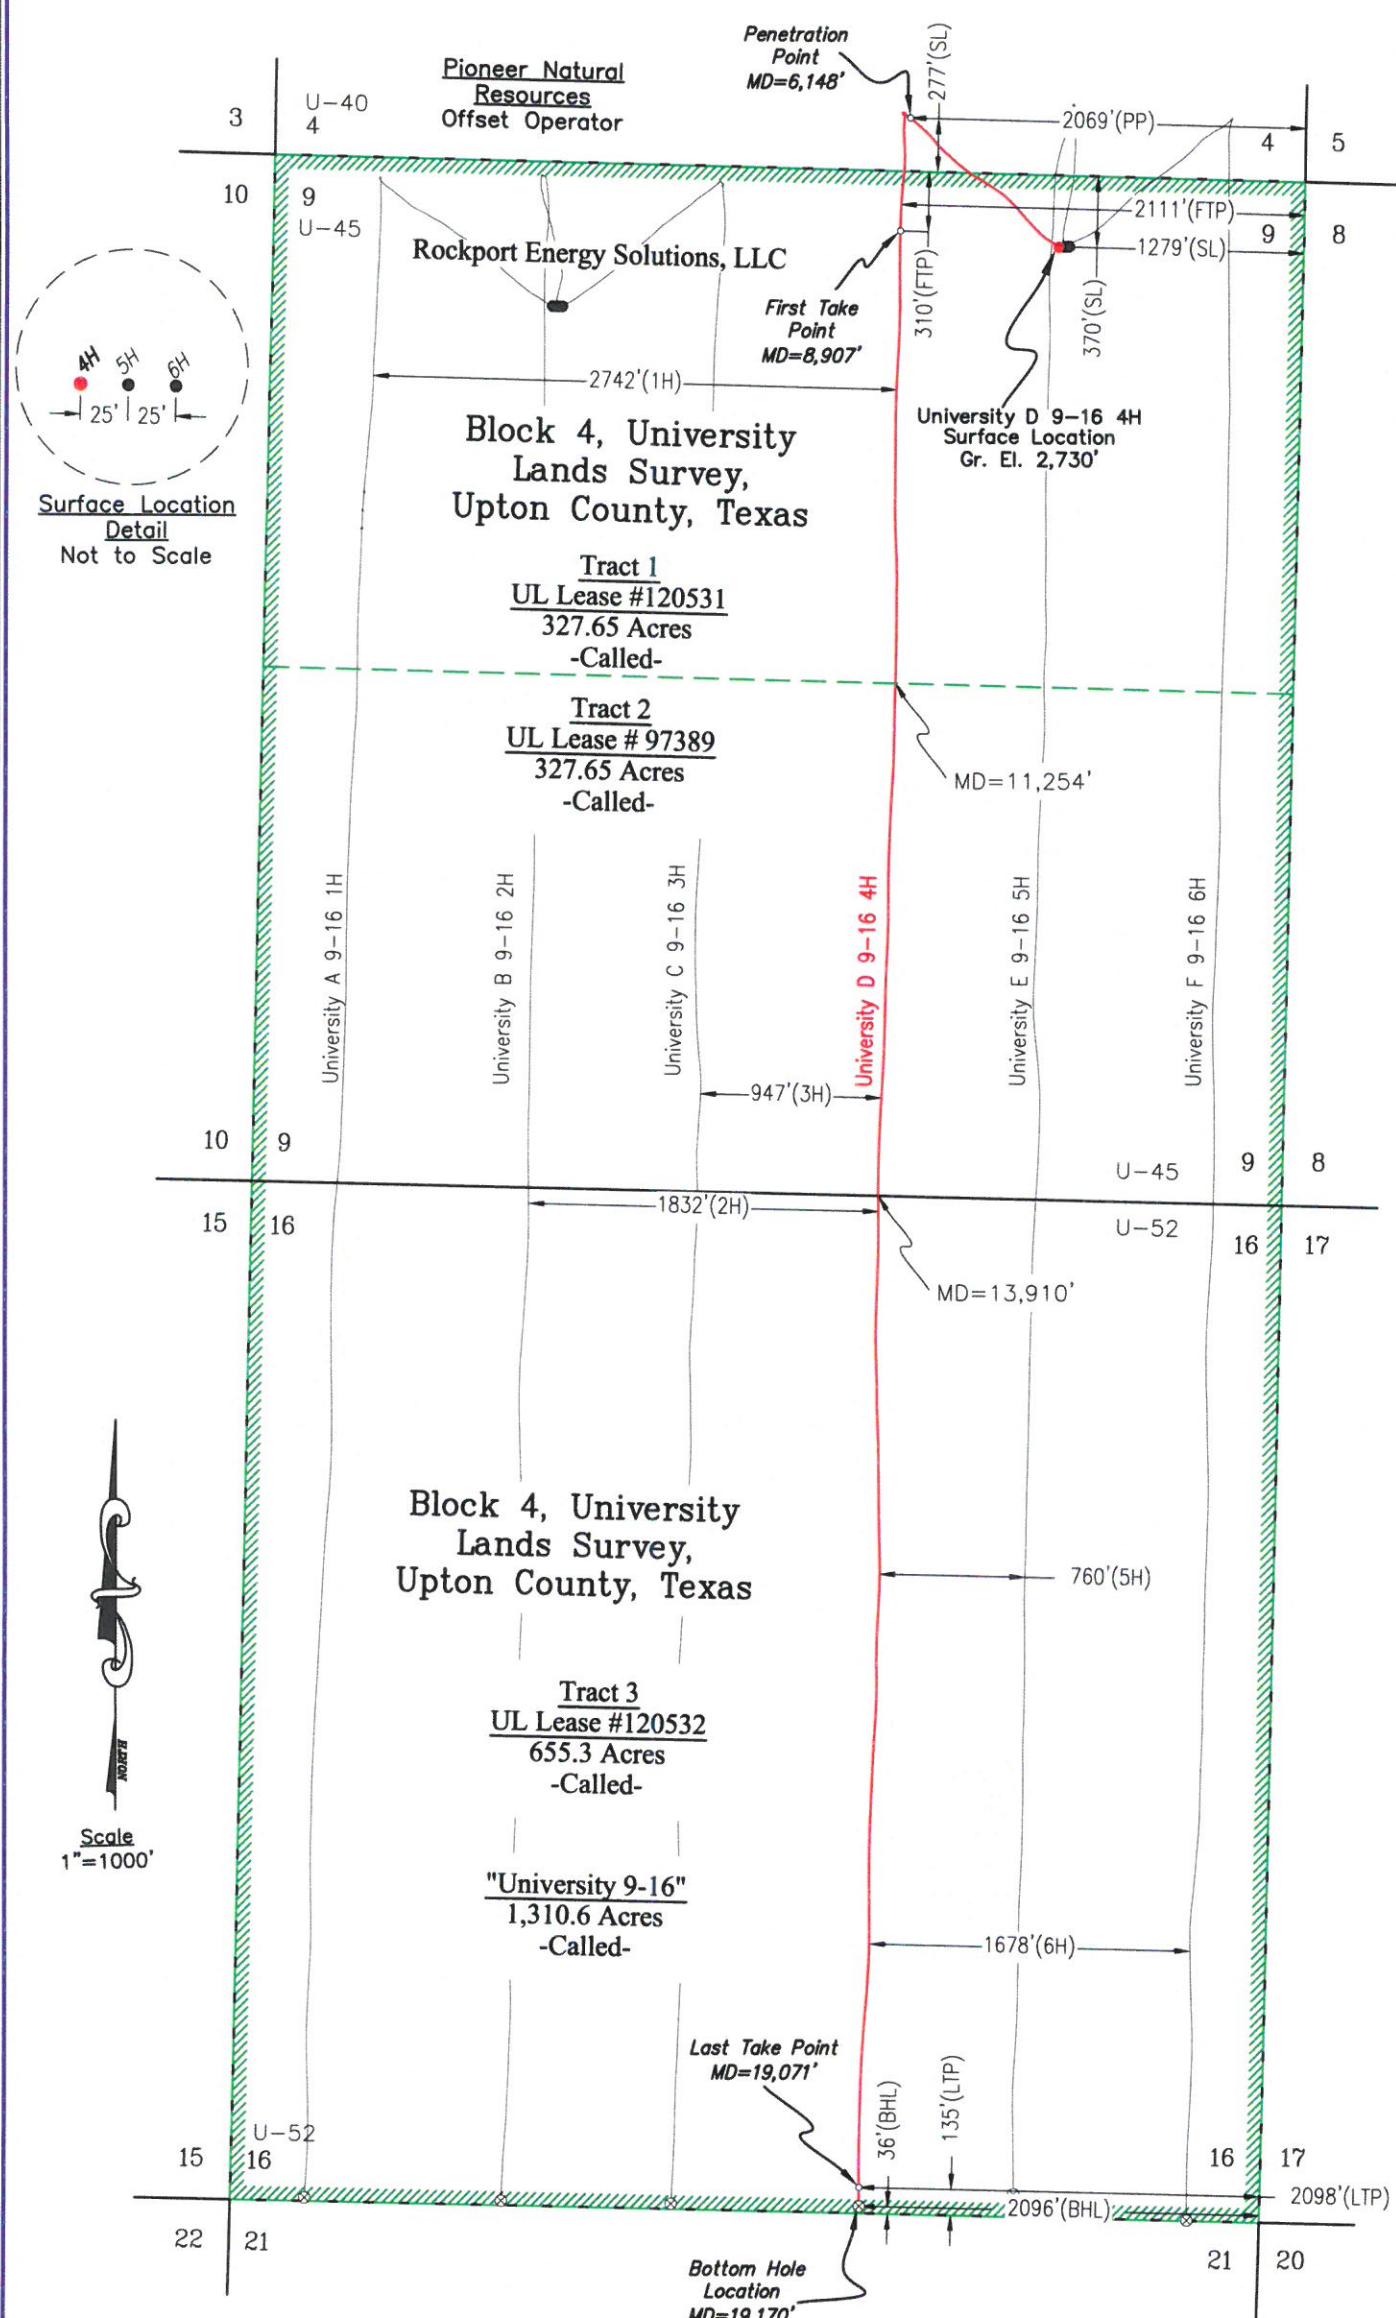 Penetration
Point
MD=6,148'
277'(SL)
Pioneer Natural
Resources
Offset Operator
U-40
3
4
2069'(PP)
4
5
10
9
U-45
2111'(FTP)
9
8
Rockport Energy Solutions, LLC
1279'(SL)
310'(FTP)
370'(SL)
First Take
Point
MD=8,907'
4H
5H
6H
25'
25'
2742'(1H)
University D 9-16 4H
Surface Location
Gr. El. 2,730'
Block 4, University
Lands Survey,
Upton County, Texas
Surface Location
Detail
Not to Scale
Tract 1
UL Lease #120531
327.65 Acres
-Called-
Tract 2
UL Lease # 97389
327.65 Acres
-Called-
MD=11,254'
University A 9-16 1H
University B 9-16 2H
University C 9-16 3H
University D 9-16 4H
University E 9-16 5H
University F 9-16 6H
947'(3H)
10
9
U-45
9
8
1832'(2H)
15
16
U-52
16
17
MD=13,910'
Block 4, University
Lands Survey,
Upton County, Texas
760'(5H)
Tract 3
UL Lease #120532
655.3 Acres
-Called-
NORTH
Scale
1"=1000'
"University 9-16"
1,310.6 Acres
-Called-
1678'(6H)
Last Take Point
MD=19,071'
36'(BHL)
135'(LTP)
U-52
15
16
16
17
2098'(LTP)
2096'(BHL)
22
21
21
20
Bottom Hole
Location
MD=19,170'